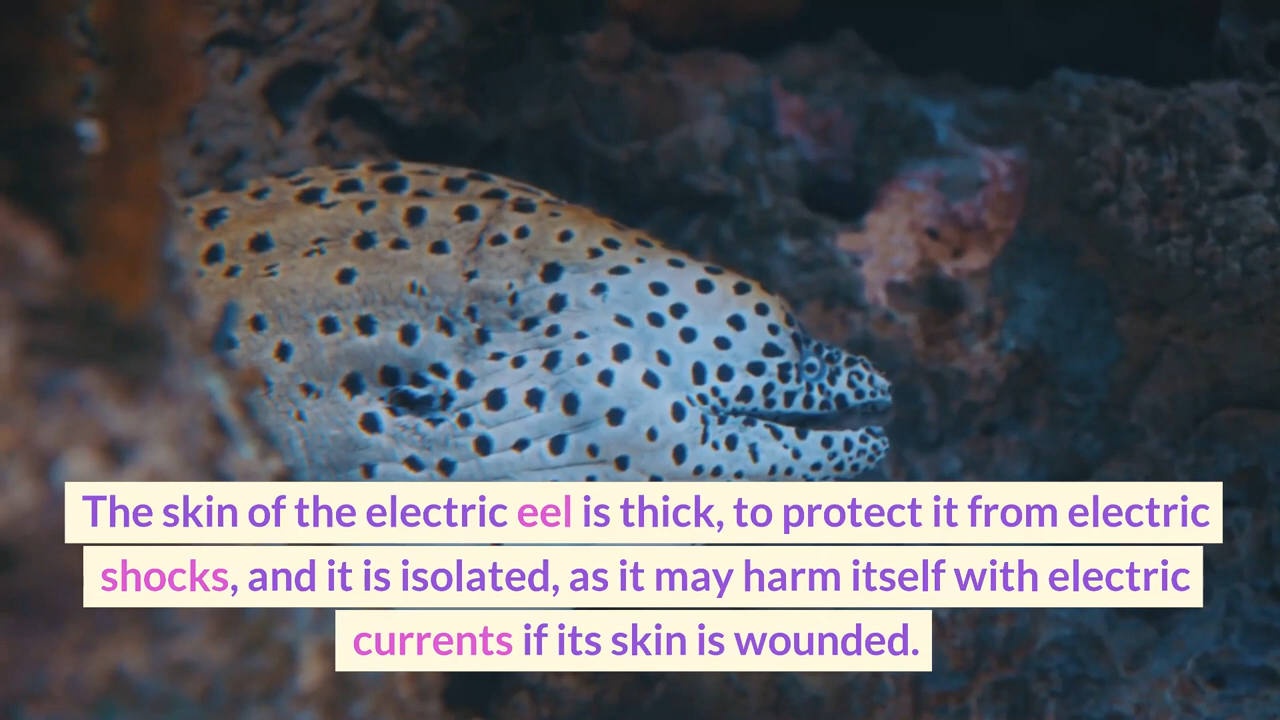 The skin of the electric eel is thick, to protect it from electric
shocks, and it is isolated, as it may harm itself with electric
currents if its skin is wounded.